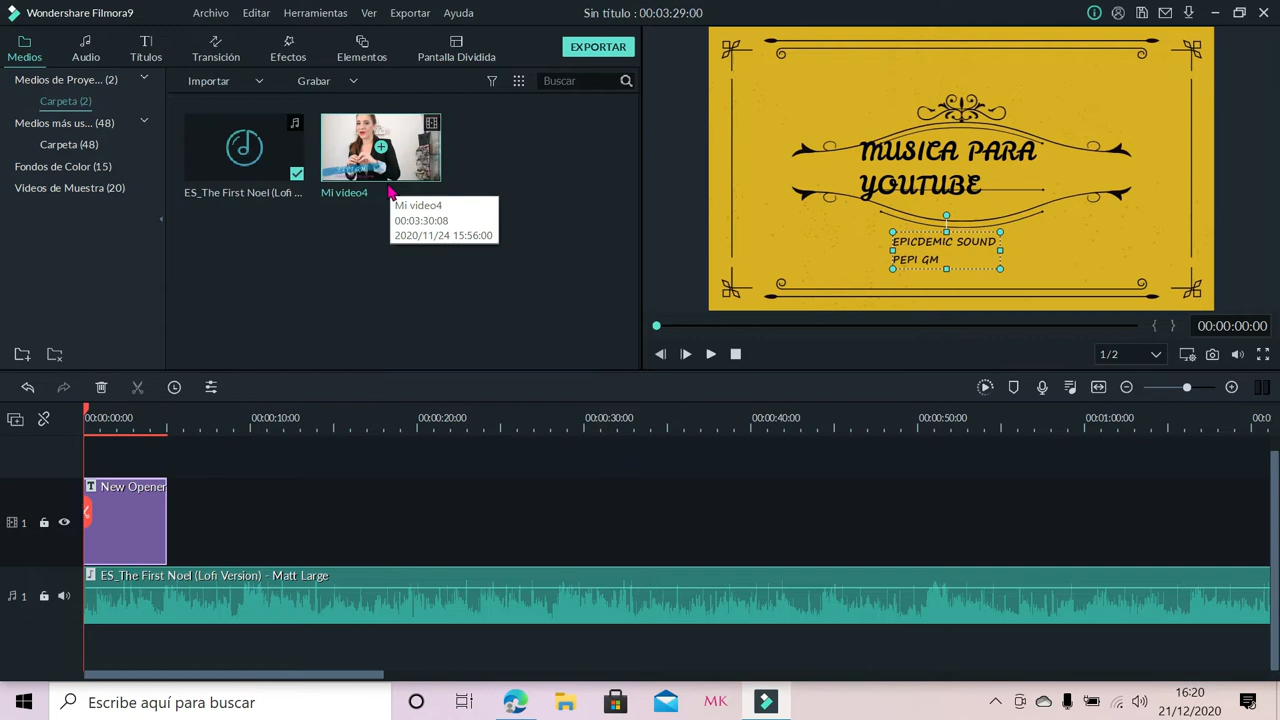 Wondershare Filmora9
Archivo
Editar
Herramientas
Ver
Exportar
Ayuda
Sin título : 00:03:29:00
Medios
Audio
Títulos
Transición
Efectos
Elementos
Pantalla Dividida
EXPORTAR
Medios de Proye... (2)
Carpeta (2)
Medios más us... (48)
Carpeta (48)
Fondos de Color (15)
Videos de Muestra (20)
Importar
Grabar
Buscar
ES_The First Noel (Lofi ...
Mi video4
Mi video4
00:03:30:08
2020/11/24 15:56:00
MUSICA PARA
YOUTUBE
EPICDEMIC SOUND
PEPI GM
00:00:00:00
1/2
00:00:00:00
00:00:10:00
00:00:20:00
00:00:30:00
00:00:40:00
00:00:50:00
00:01:00:00
00:0
T New Opener
1
ES_The First Noel (Lofi Version) - Matt Large
1
Escribe aquí para buscar
MK
16:20
21/12/2020